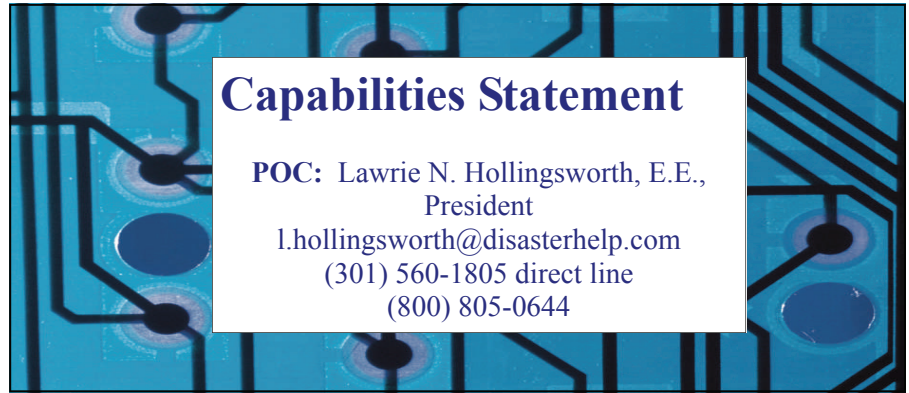 Capabilities Statement
POC: Lawrie N. Hollingsworth, E.E.,
President
l.hollingsworth@disasterhelp.com
(301) 560-1805 direct line
(800) 805-0644